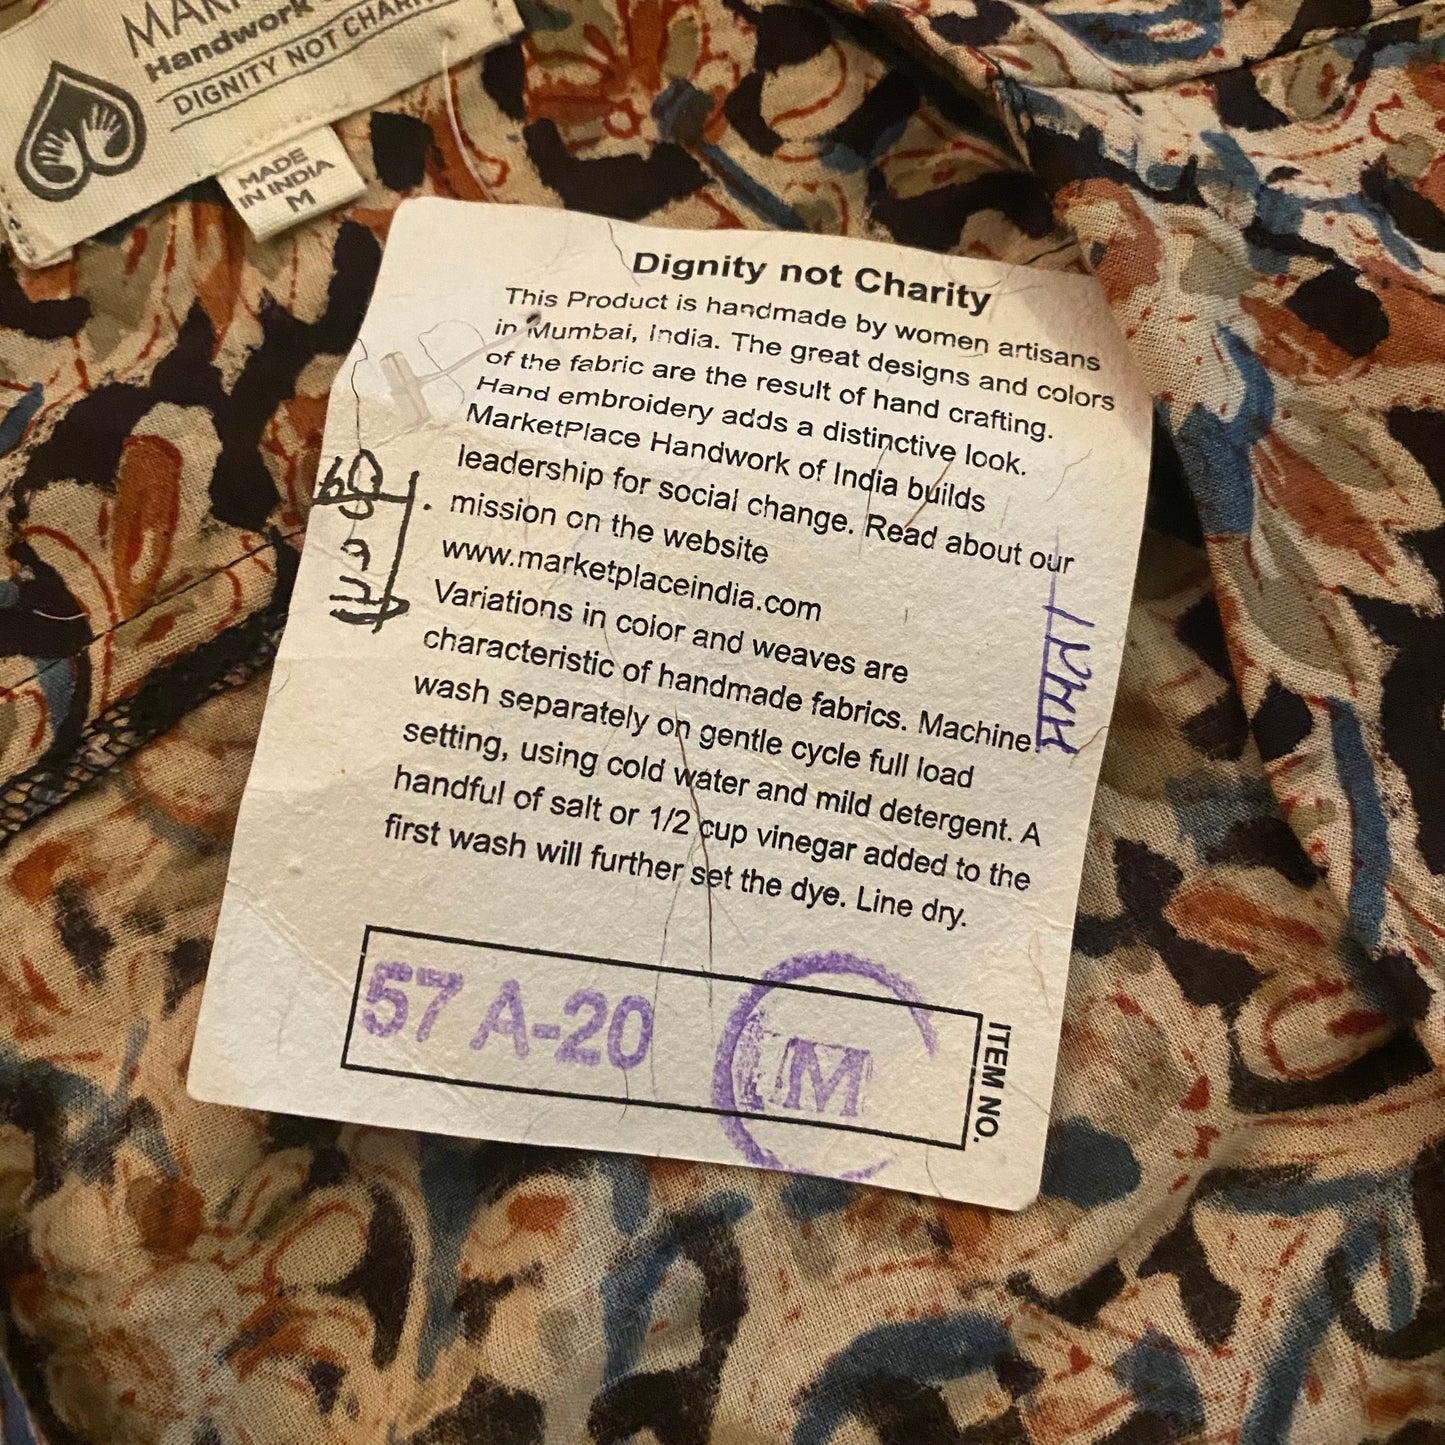 Handwork
DIGNITY NOT
MADE
IN INDIA
M
Dignity not Charity
This Product is handmade by women artisans
in Mumbai, India. The great designs and colors
of the fabric are the result of hand crafting.
Hand embroidery adds a distinctive look.
MarketPlace Handwork of India builds
leadership for social change. Read about our
mission on the website
www.marketplaceindia.com
Variations in color and weaves are
characteristic of handmade fabrics. Machine
wash separately on gentle cycle full load
setting, using cold water and mild detergent. A
handful of salt or 1/2 cup vinegar added to the
first wash will further set the dye. Line dry.
57 A-20
M
ITEM NO.